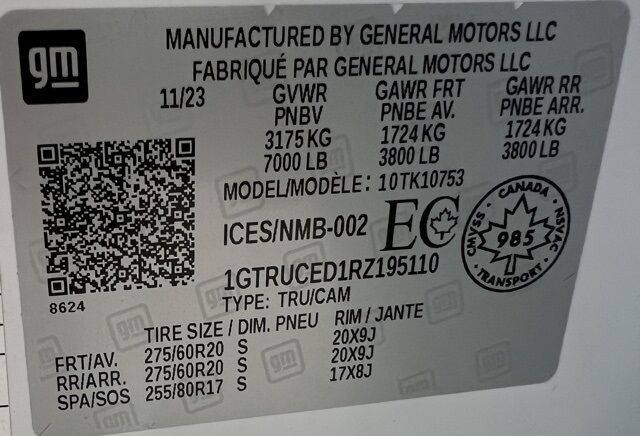 gm
MANUFACTURED BY GENERAL MOTORS LLC
FABRIQUÉ PAR GENERAL MOTORS LLC
11/23 GVWR GAWR FRT GAWR RR
PNBV PNBE AV. PNBE ARR.
3175 KG 1724 KG 1724 KG
7000 LB 3800 LB 3800 LB
MODEL/MODÈLE: 10TK10753
ICES/NMB-002 EC
CANADA
CMVSS · NSVAC
985
TRANSPORT
1GTRUCED1RZ195110
TYPE: TRU/CAM
8624
TIRE SIZE / DIM. PNEU RIM / JANTE
FRT/AV. 275/60R20 S 20X9J
RR/ARR. 275/60R20 S 20X9J
SPA/SOS 255/80R17 S 17X8J